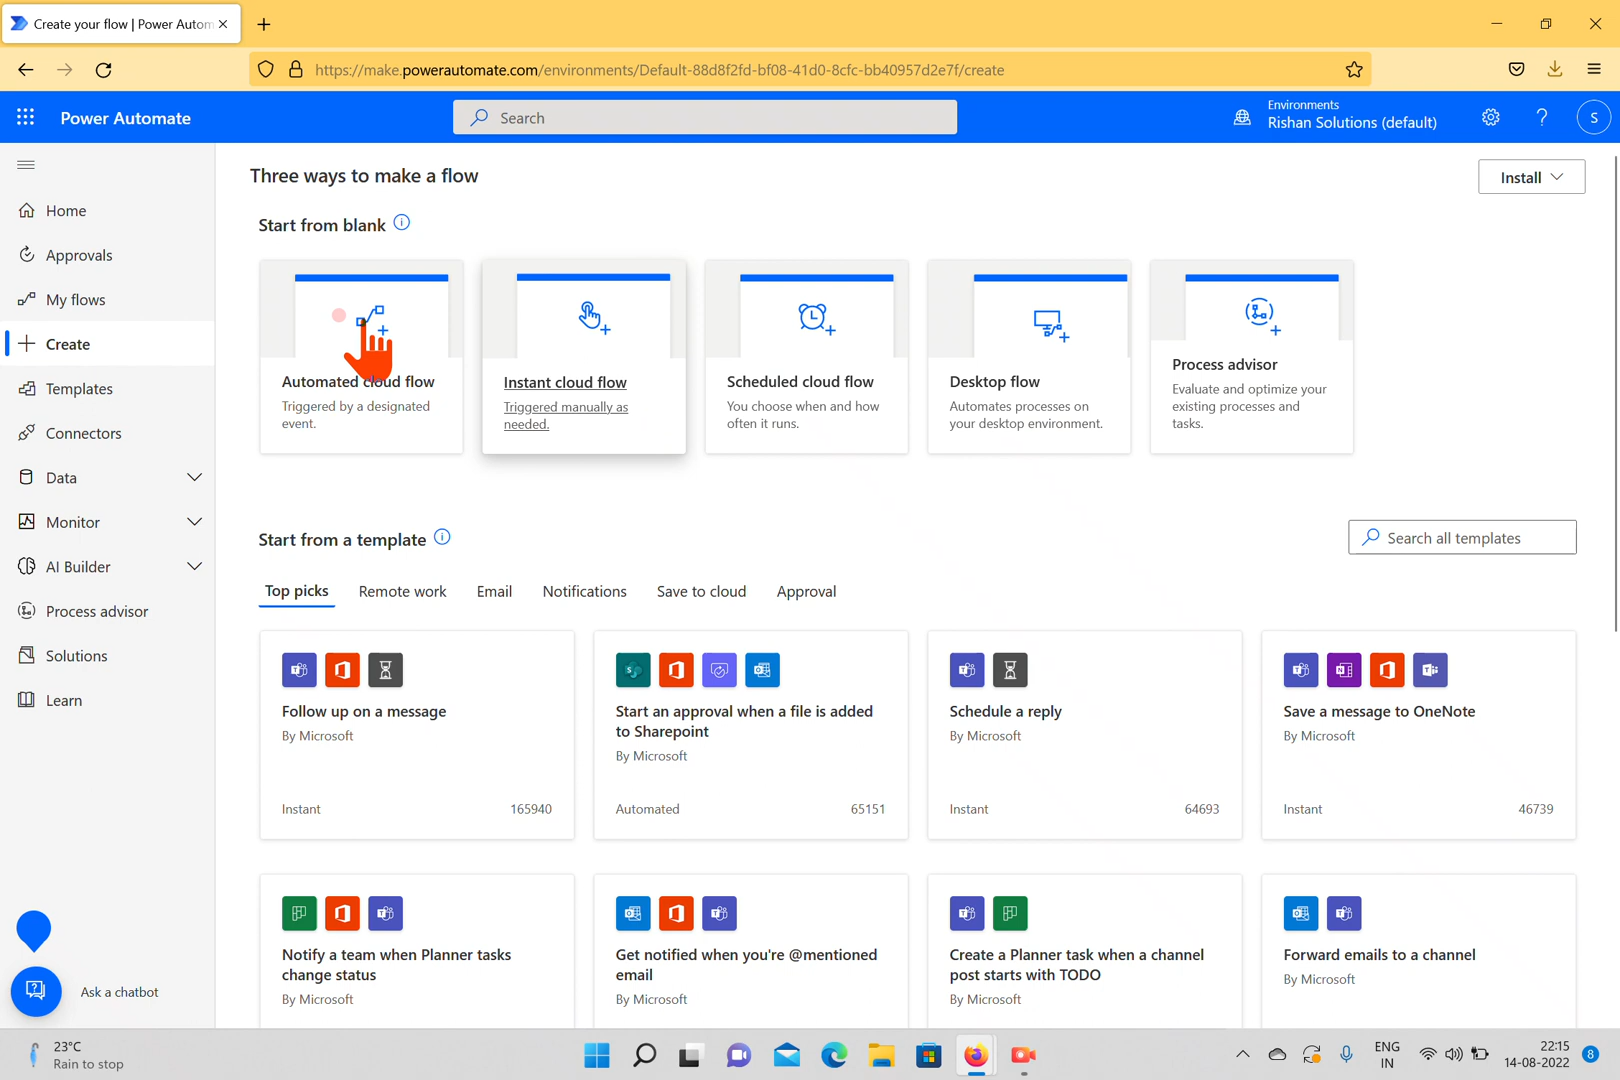 Create your flow | Power Autom
https://make.powerautomate.com/environments/Default-88d8f2fd-bf08-41d0-8cfc-bb40957d2e7f/create
Power Automate
Search
Environments
Rishan Solutions (default)
?
S
Home
Approvals
My flows
Create
Templates
Connectors
Data
Monitor
AI Builder
Process advisor
Solutions
Learn
Ask a chatbot
Three ways to make a flow
Install
Start from blank
Automated cloud flow
Triggered by a designated
event.
Instant cloud flow
Triggered manually as
needed.
Scheduled cloud flow
You choose when and how
often it runs.
Desktop flow
Automates processes on
your desktop environment.
Process advisor
Evaluate and optimize your
existing processes and
tasks.
Start from a template
Search all templates
Top picks
Remote work
Email
Notifications
Save to cloud
Approval
Follow up on a message
By Microsoft
Instant
165940
Start an approval when a file is added
to Sharepoint
By Microsoft
Automated
65151
Schedule a reply
By Microsoft
Instant
64693
Save a message to OneNote
By Microsoft
Instant
46739
Notify a team when Planner tasks
change status
By Microsoft
Get notified when you're @mentioned
email
By Microsoft
Create a Planner task when a channel
post starts with TODO
By Microsoft
Forward emails to a channel
By Microsoft
23°C
Rain to stop
ENG
IN
22:15
14-08-2022
8